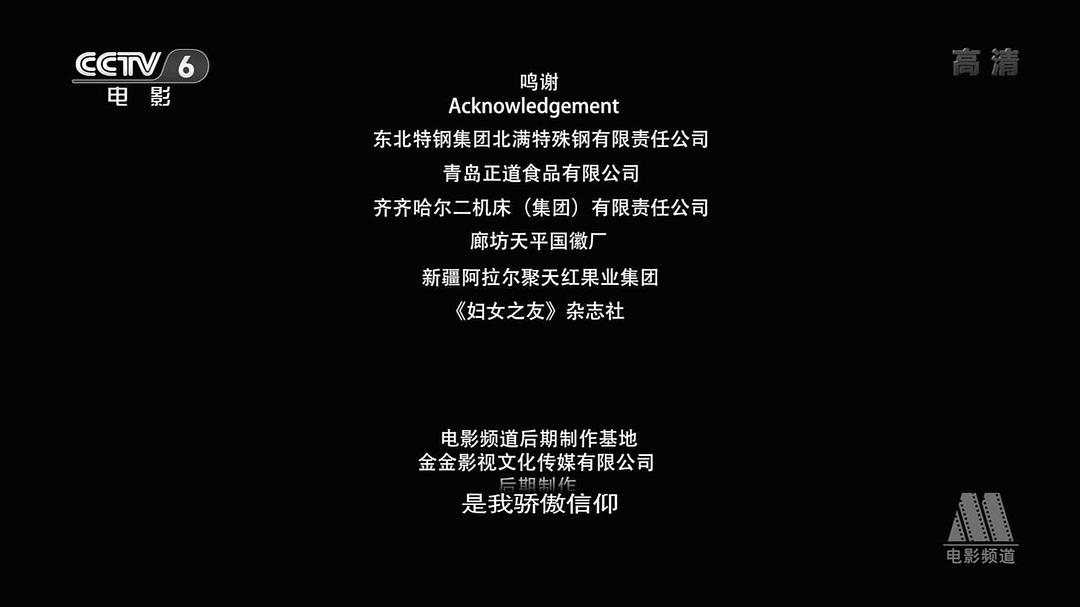 CCTV 6
电影
高清
鸣谢
Acknowledgement
东北特钢集团北满特殊钢有限责任公司
青岛正道食品有限公司
齐齐哈尔二机床（集团）有限责任公司
廊坊天平国徽厂
新疆阿拉尔聚天红果业集团
《妇女之友》杂志社
电影频道后期制作基地
金金影视文化传媒有限公司
后期制作
是我骄傲信仰
电影频道